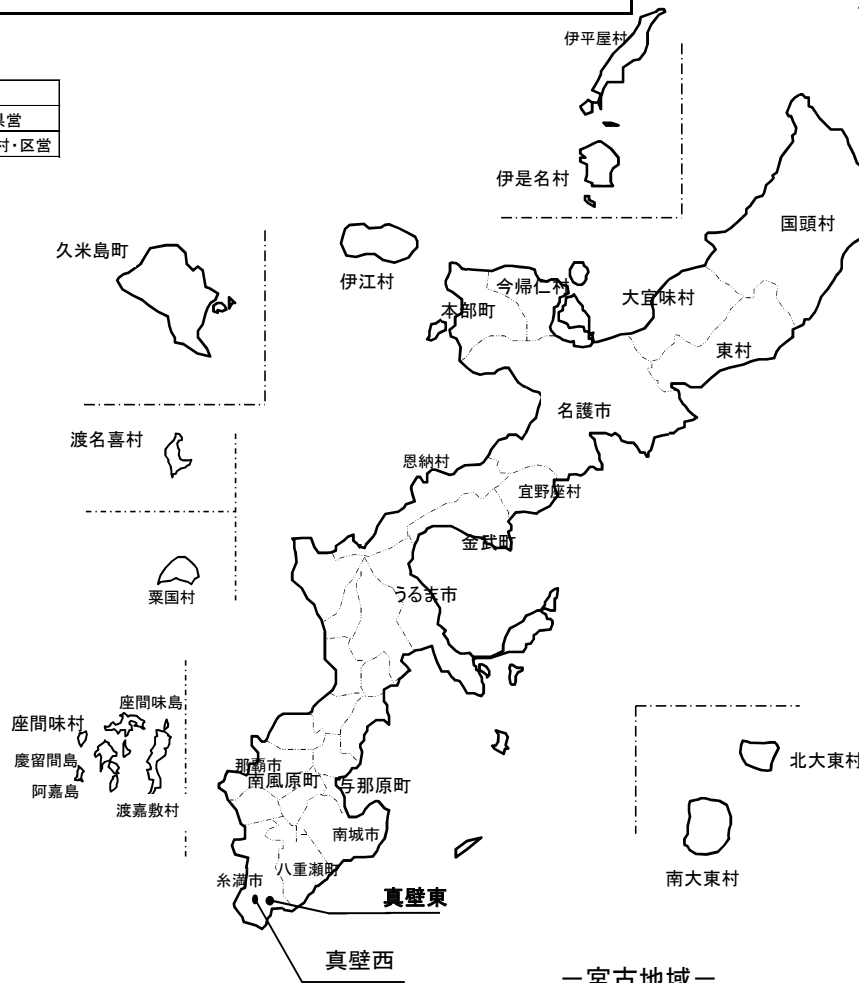 伊平屋村
県営
村・区営
伊是名村
国頭村
久米島町
伊江村
今帰仁村
大宜味村
本部町
東村
名護市
渡名喜村
恩納村
宜野座村
金武町
粟国村
うるま市
座間味島
座間味村
慶留間島
阿嘉島
渡嘉敷村
那覇市
南風原町
与那原町
北大東村
南城市
南大東村
八重瀬町
糸満市
真壁東
真壁西
－宮古地域－